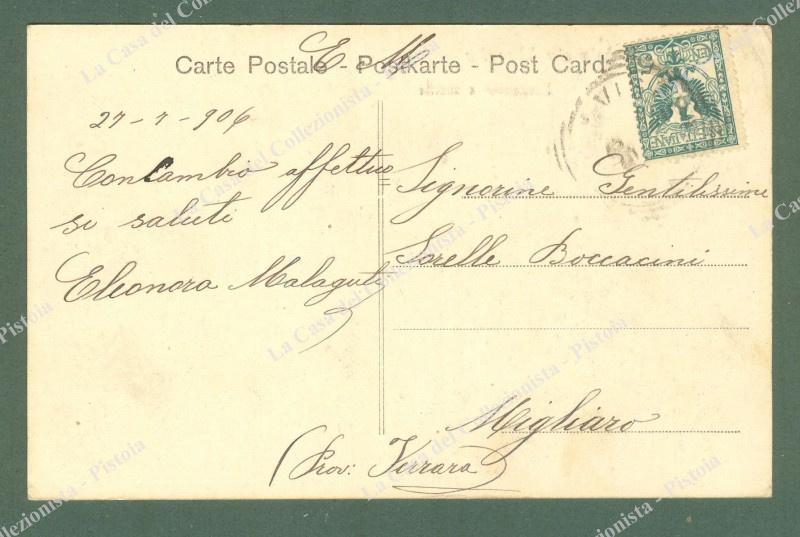 E M
Carte Postale - Postkarte - Post Card
27-7-906
Concambio affettuo
si saluti
Eleonora Malaguti
Signorine Gentilissime
Sorelle Boccacini
Migliaro
(Prov: Ferrara)
La Casa del Collezionista - Pistoia